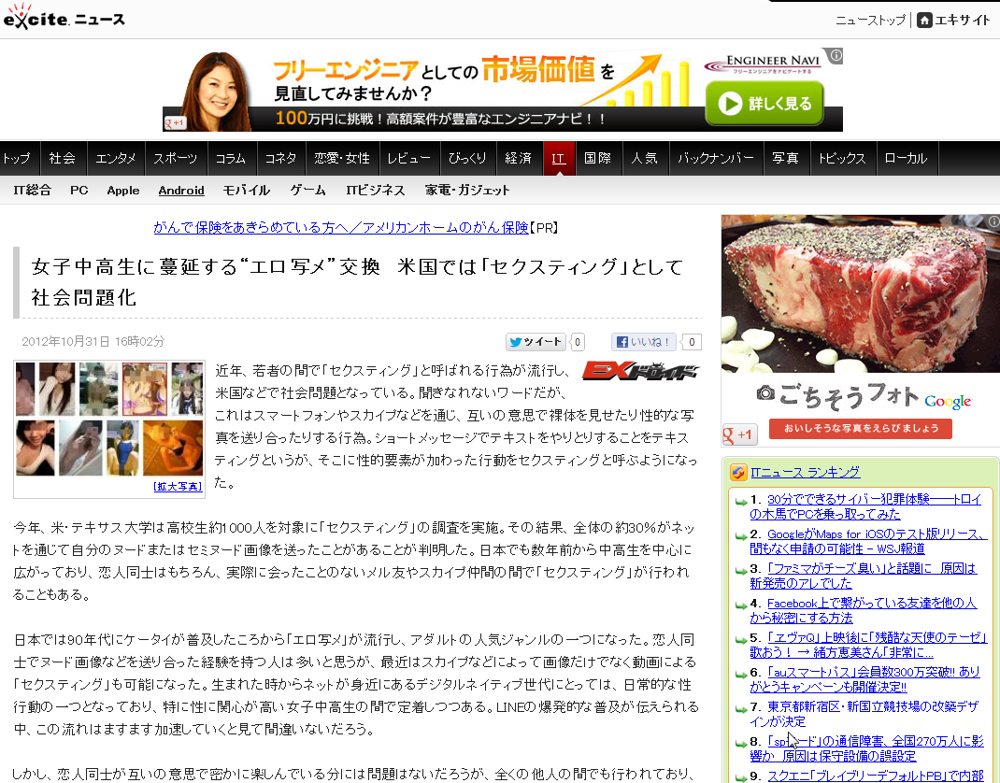 excite. ニュース
ニューストップ
エキサイト
フリーエンジニアとしての市場価値を
見直してみませんか？
100万円に挑戦！高額案件が豊富なエンジニアナビ！！
ENGINEER NAVI
フリーエンジニアをナビゲートする
詳しく見る
g +1
トップ 社会 エンタメ スポーツ コラム コネタ 恋愛・女性 レビュー びっくり 経済 IT 国際 人気 バックナンバー 写真 トピックス ローカル
IT総合 PC Apple Android モバイル ゲーム ITビジネス 家電・ガジェット
がんで保険をあきらめている方へ／アメリカンホームのがん保険【PR】
女子中高生に蔓延する“エロ写メ”交換　米国では「セクスティング」として
社会問題化
2012年10月31日 16時02分
ツイート 0
いいね！ 0
EXドロイド
[拡大写真]
近年、若者の間で「セクスティング」と呼ばれる行為が流行し、
米国などで社会問題となっている。聞きなれないワードだが、
これはスマートフォンやスカイプなどを通じ、互いの意思で裸体を見せたり性的な写
真を送り合ったりする行為。ショートメッセージでテキストをやりとりすることをテキス
ティングというが、そこに性的要素が加わった行動をセクスティングと呼ぶようになっ
た。
今年、米・テキサス大学は高校生約1000人を対象に「セクスティング」の調査を実施。その結果、全体の約30％がネッ
トを通じて自分のヌードまたはセミヌード画像を送ったことがあることが判明した。日本でも数年前から中高生を中心に
広がっており、恋人同士はもちろん、実際に会ったことのないメル友やスカイプ仲間の間で「セクスティング」が行われ
ることもある。
日本では90年代にケータイが普及したころから「エロ写メ」が流行し、アダルトの人気ジャンルの一つになった。恋人同
士でヌード画像などを送り合った経験を持つ人は多いと思うが、最近はスカイプなどによって画像だけでなく動画による
「セクスティング」も可能になった。生まれた時からネットが身近にあるデジタルネイティブ世代にとっては、日常的な性
行動の一つとなっており、特に性に関心が高い女子中高生の間で定着しつつある。LINEの爆発的な普及が伝えられる
中、この流れはますます加速していくと見て間違いないだろう。
しかし、恋人同士が互いの意思で密かに楽しんでいる分には問題はないだろうが、全くの他人の間でも行われており、
ごちそうフォト Google
おいしそうな写真をえらびましょう
g +1
ITニュース ランキング
1. 30分でできるサイバー犯罪体験――トロイ
の木馬でPCを乗っ取ってみた
2. GoogleがMaps for iOSのテスト版リリース、
間もなく申請の可能性 - WSJ報道
3. 「ファミマがチーズ臭い」と話題に　原因は
新発売のアレでした
4. Facebook上で繋がっている友達を他の人
から秘密にする方法
5. 「ヱヴァQ」上映後に「残酷な天使のテーゼ」
歌おう！ → 緒方恵美さん「非常に...
6. 「auスマートパス」会員数300万突破!! あり
がとうキャンペーンも開催決定!!
7. 東京都新宿区・新国立競技場の改築デザ
インが決定
8. 「spモード」の通信障害、全国270万人に影
響か　原因は保守設備の誤設定
9. スクエニ「ブレイブリーデフォルトPB」で内部